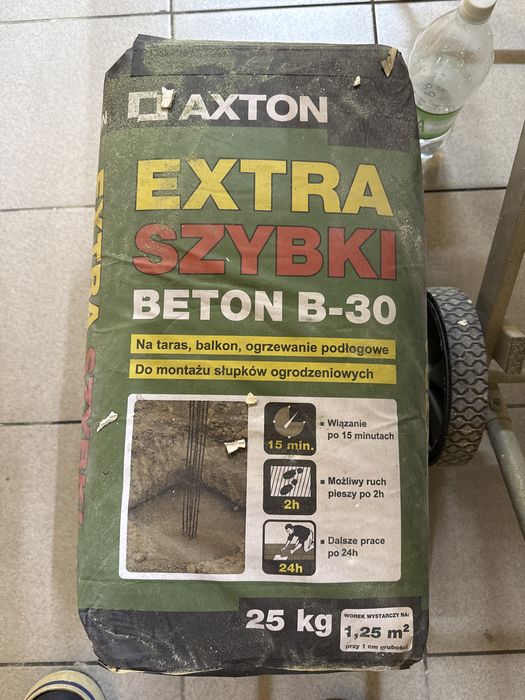 AXTON
EXTRA
SZYBKI
BETON B-30
Na taras, balkon, ogrzewanie podłogowe
Do montażu słupków ogrodzeniowych
15 min.
Wiązanie
po 15 minutach
2h
Możliwy ruch
pieszy po 2h
24h
Dalsze prace
po 24h
25 kg
WOREK WYSTARCZY NA:
1,25 m²
przy 1 cm grubości
EXTRA SZYBKI